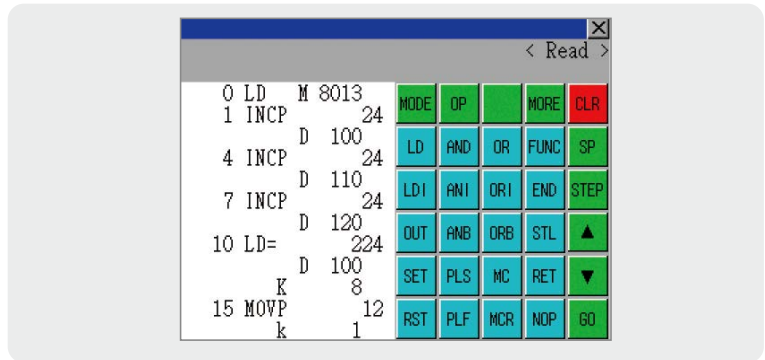 X
< Read >
0 LD M 8013
1 INCP 24
D 100
4 INCP 24
D 110
7 INCP 24
D 120
10 LD= 224
D 100
K 8
15 MOVP 12
k 1
MODE OP MORE CLR
LD AND OR FUNC SP
LDI ANI ORI END STEP
OUT ANB ORB STL ▲
SET PLS MC RET ▼
RST PLF MCR NOP GO